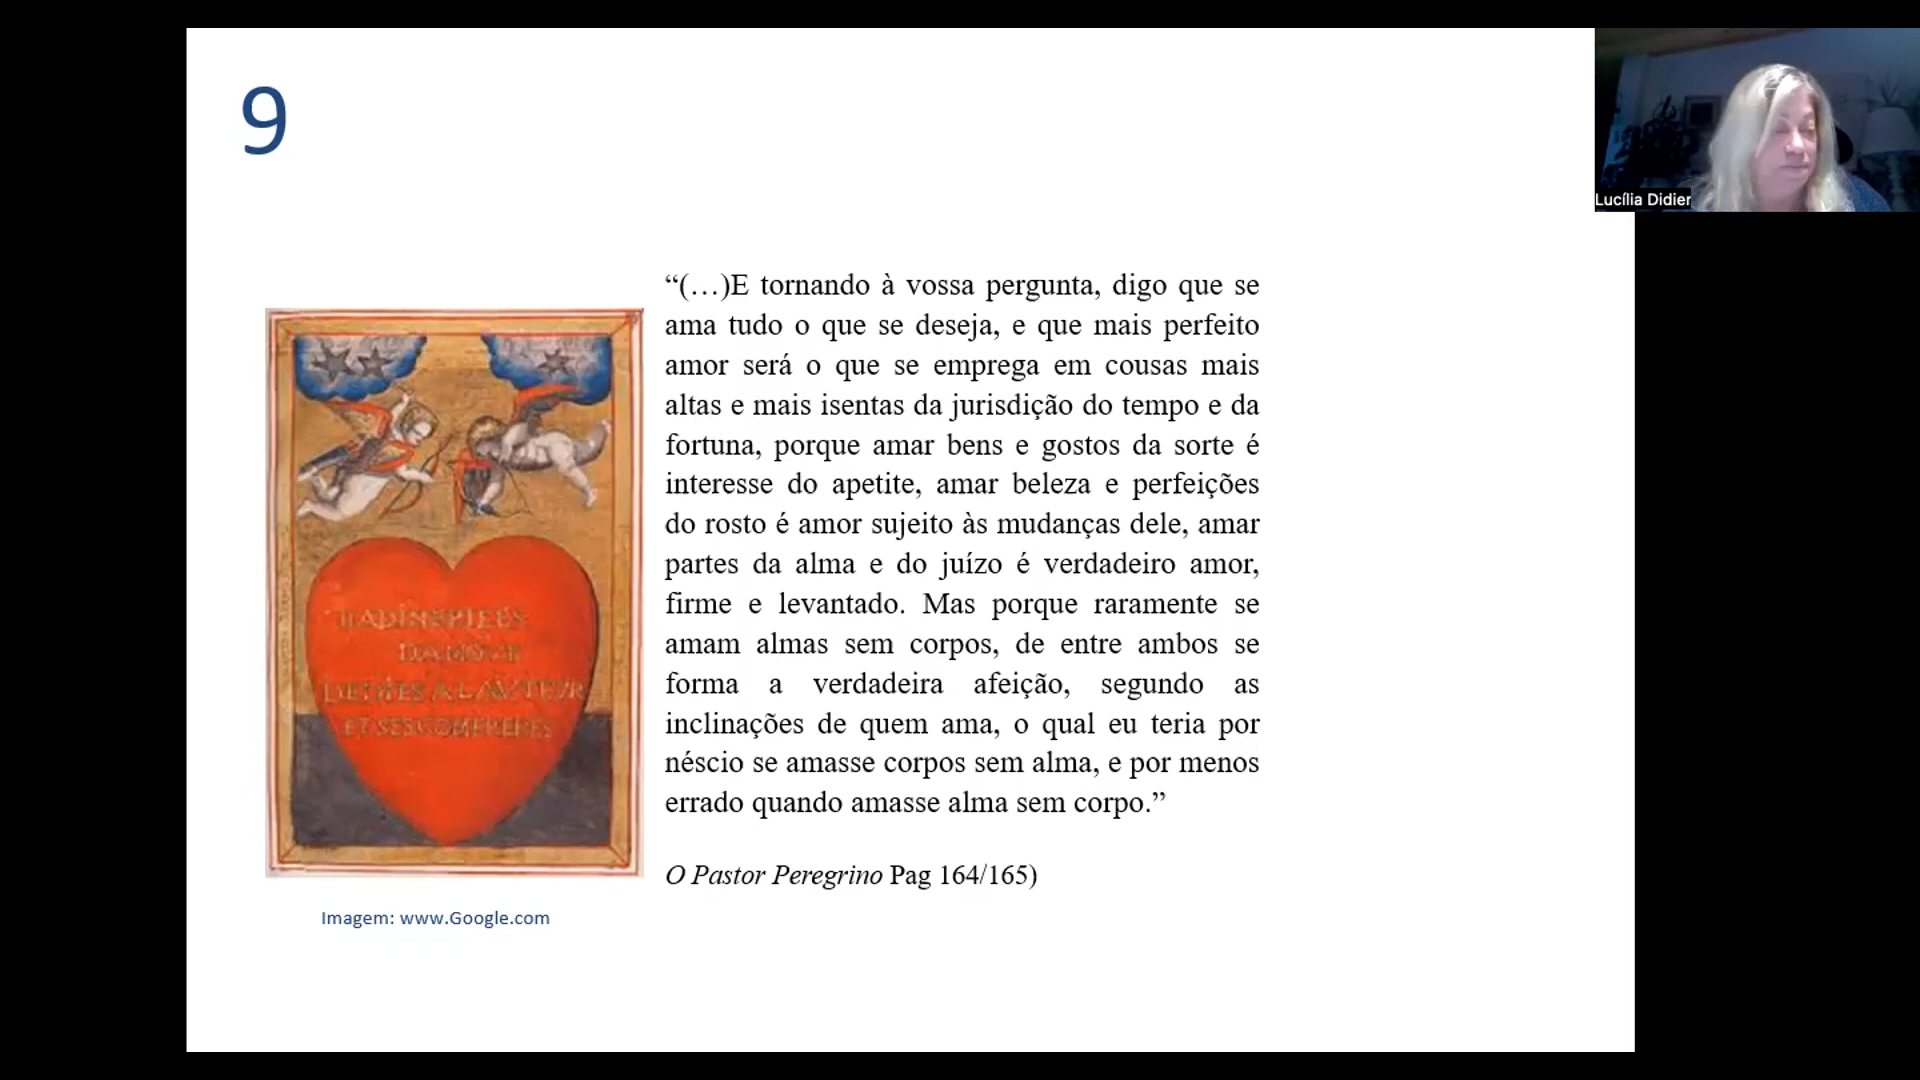 9
Lucília Didier
“(…)E tornando à vossa pergunta, digo que se
ama tudo o que se deseja, e que mais perfeito
amor será o que se emprega em cousas mais
altas e mais isentas da jurisdição do tempo e da
fortuna, porque amar bens e gostos da sorte é
interesse do apetite, amar beleza e perfeições
do rosto é amor sujeito às mudanças dele, amar
partes da alma e do juízo é verdadeiro amor,
firme e levantado. Mas porque raramente se
amam almas sem corpos, de entre ambos se
forma a verdadeira afeição, segundo as
inclinações de quem ama, o qual eu teria por
néscio se amasse corpos sem alma, e por menos
errado quando amasse alma sem corpo.”
O Pastor Peregrino Pag 164/165)
ET SES
Imagem: www.Google.com